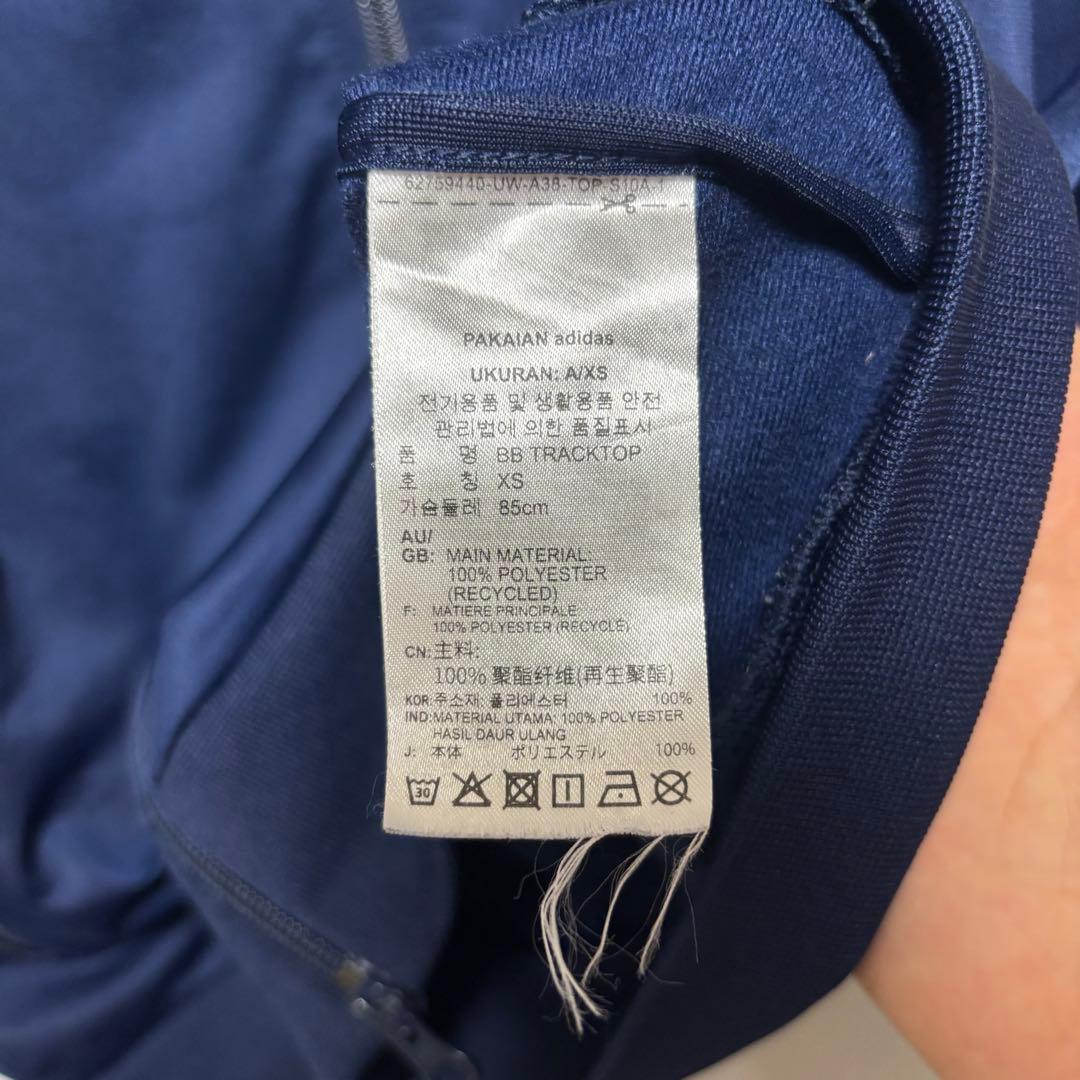 62759440-UW-A38-TOP S10A 1
PAKAIAN adidas
UKURAN: A/XS
전기용품 및 생활용품 안전
관리법에 의한 품질표시
품 명 BB TRACKTOP
호 칭 XS
가슴둘레 85cm
AU/
GB: MAIN MATERIAL:
100% POLYESTER
(RECYCLED)
F: MATIERE PRINCIPALE
100% POLYESTER (RECYCLÉ)
CN: 主料:
100% 聚酯纤维(再生聚酯)
KOR: 주소재 폴리에스터 100%
IND: MATERIAL UTAMA: 100% POLYESTER
HASIL DAUR ULANG
J: 本体 ポリエステル 100%
30